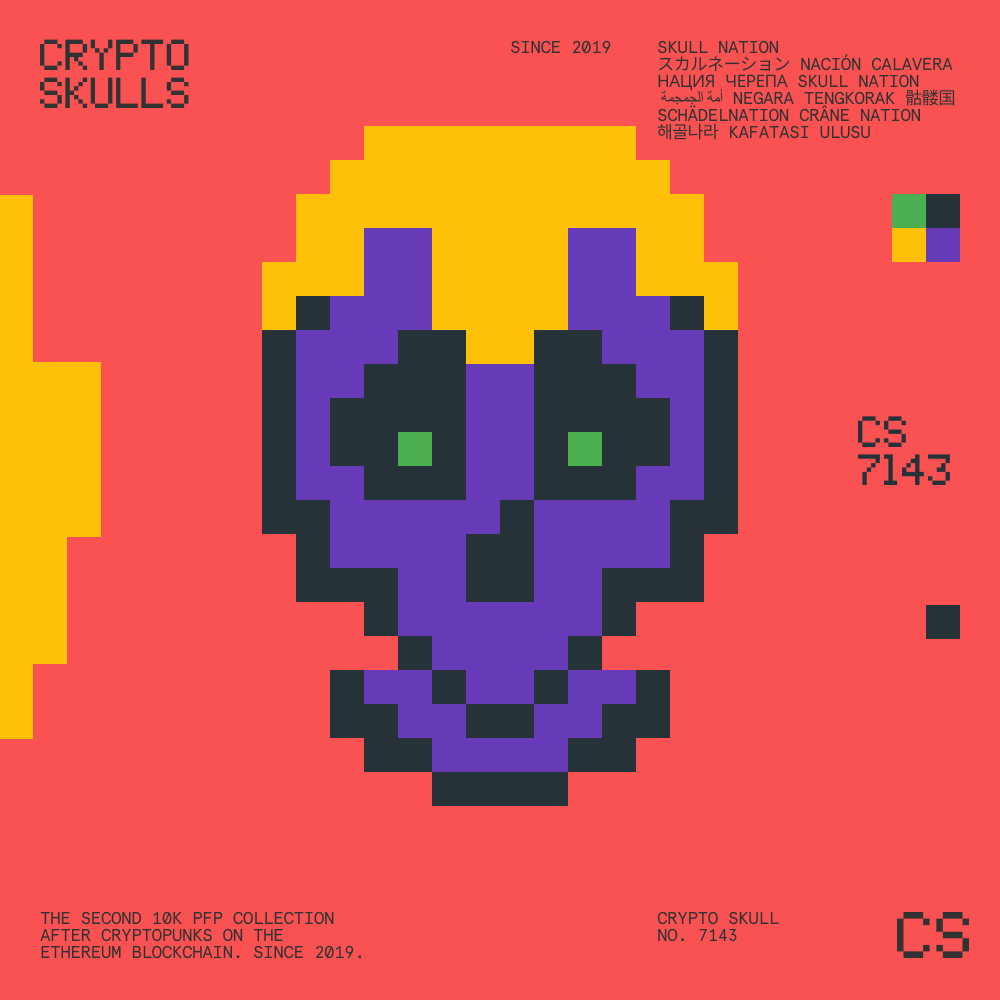 CRYPTO
SKULLS
SINCE 2019
SKULL NATION
スカルネーション NACIÓN CALAVERA
НАЦИЯ ЧЕРЕПА SKULL NATION
أمة الجمجمة NEGARA TENGKORAK 骷髅国
SCHÄDELNATION CRÂNE NATION
해골나라 KAFATASI ULUSU
CS
7143
THE SECOND 10K PFP COLLECTION
AFTER CRYPTOPUNKS ON THE
ETHEREUM BLOCKCHAIN. SINCE 2019.
CRYPTO SKULL
NO. 7143
CS